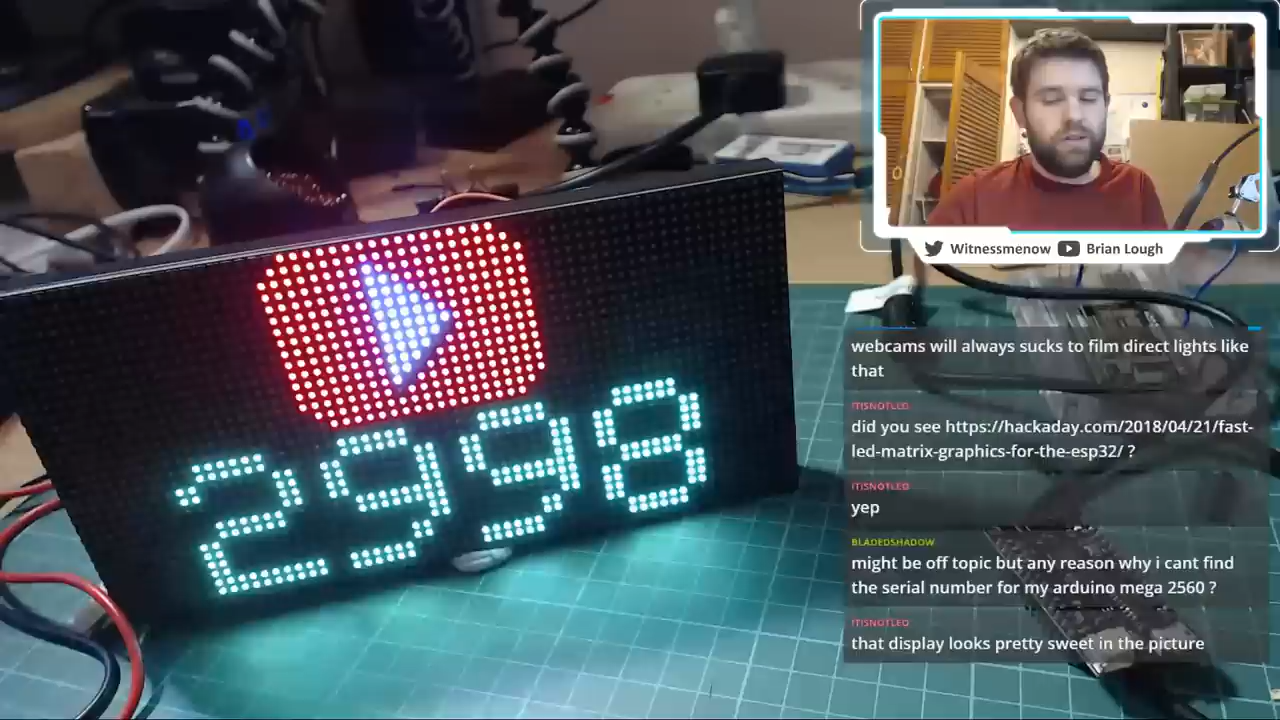 2998
Witnessmenow Brian Lough
webcams will always sucks to film direct lights like
that
ITISNOTLED
did you see https://hackaday.com/2018/04/21/fast-
led-matrix-graphics-for-the-esp32/ ?
ITISNOTLED
yep
BLADEDSHADOW
might be off topic but any reason why i cant find
the serial number for my arduino mega 2560 ?
ITISNOTLED
that display looks pretty sweet in the picture